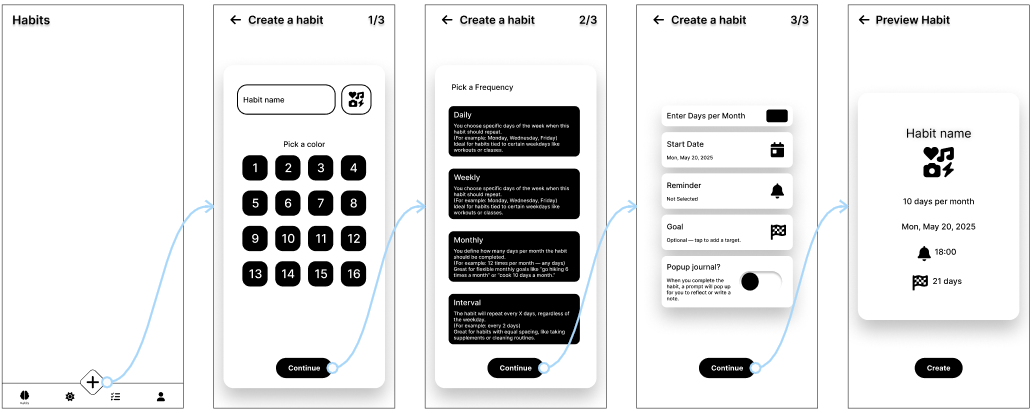 Habits
Create a habit
1/3
Habit name
Pick a color
1 2 3 4
5 6 7 8
9 10 11 12
13 14 15 16
Continue
Create a habit
2/3
Pick a Frequency
Daily
You choose specific days of the week when this
habit should repeat.
(For example: Monday, Wednesday, Friday)
Ideal for habits tied to certain weekdays like
workouts or classes.
Weekly
You choose specific days of the week when this
habit should repeat.
(For example: Monday, Wednesday, Friday)
Ideal for habits tied to certain weekdays like
workouts or classes.
Monthly
You define how many days per month the habit
should be completed.
(For example: 12 times per month — any days)
Great for flexible monthly goals like "go hiking 6
times a month" or "cook 10 days a month."
Interval
The habit will repeat every X days, regardless of
the weekday.
(For example: every 2 days)
Great for habits with equal spacing, like taking
supplements or cleaning routines.
Continue
Create a habit
3/3
Enter Days per Month
Start Date
Mon, May 20, 2025
Reminder
Not Selected
Goal
Optional — tap to add a target.
Popup journal?
When you complete the
habit, a prompt will pop up
for you to reflect or write a
note.
Continue
Preview Habit
Habit name
10 days per month
Mon, May 20, 2025
18:00
21 days
Create